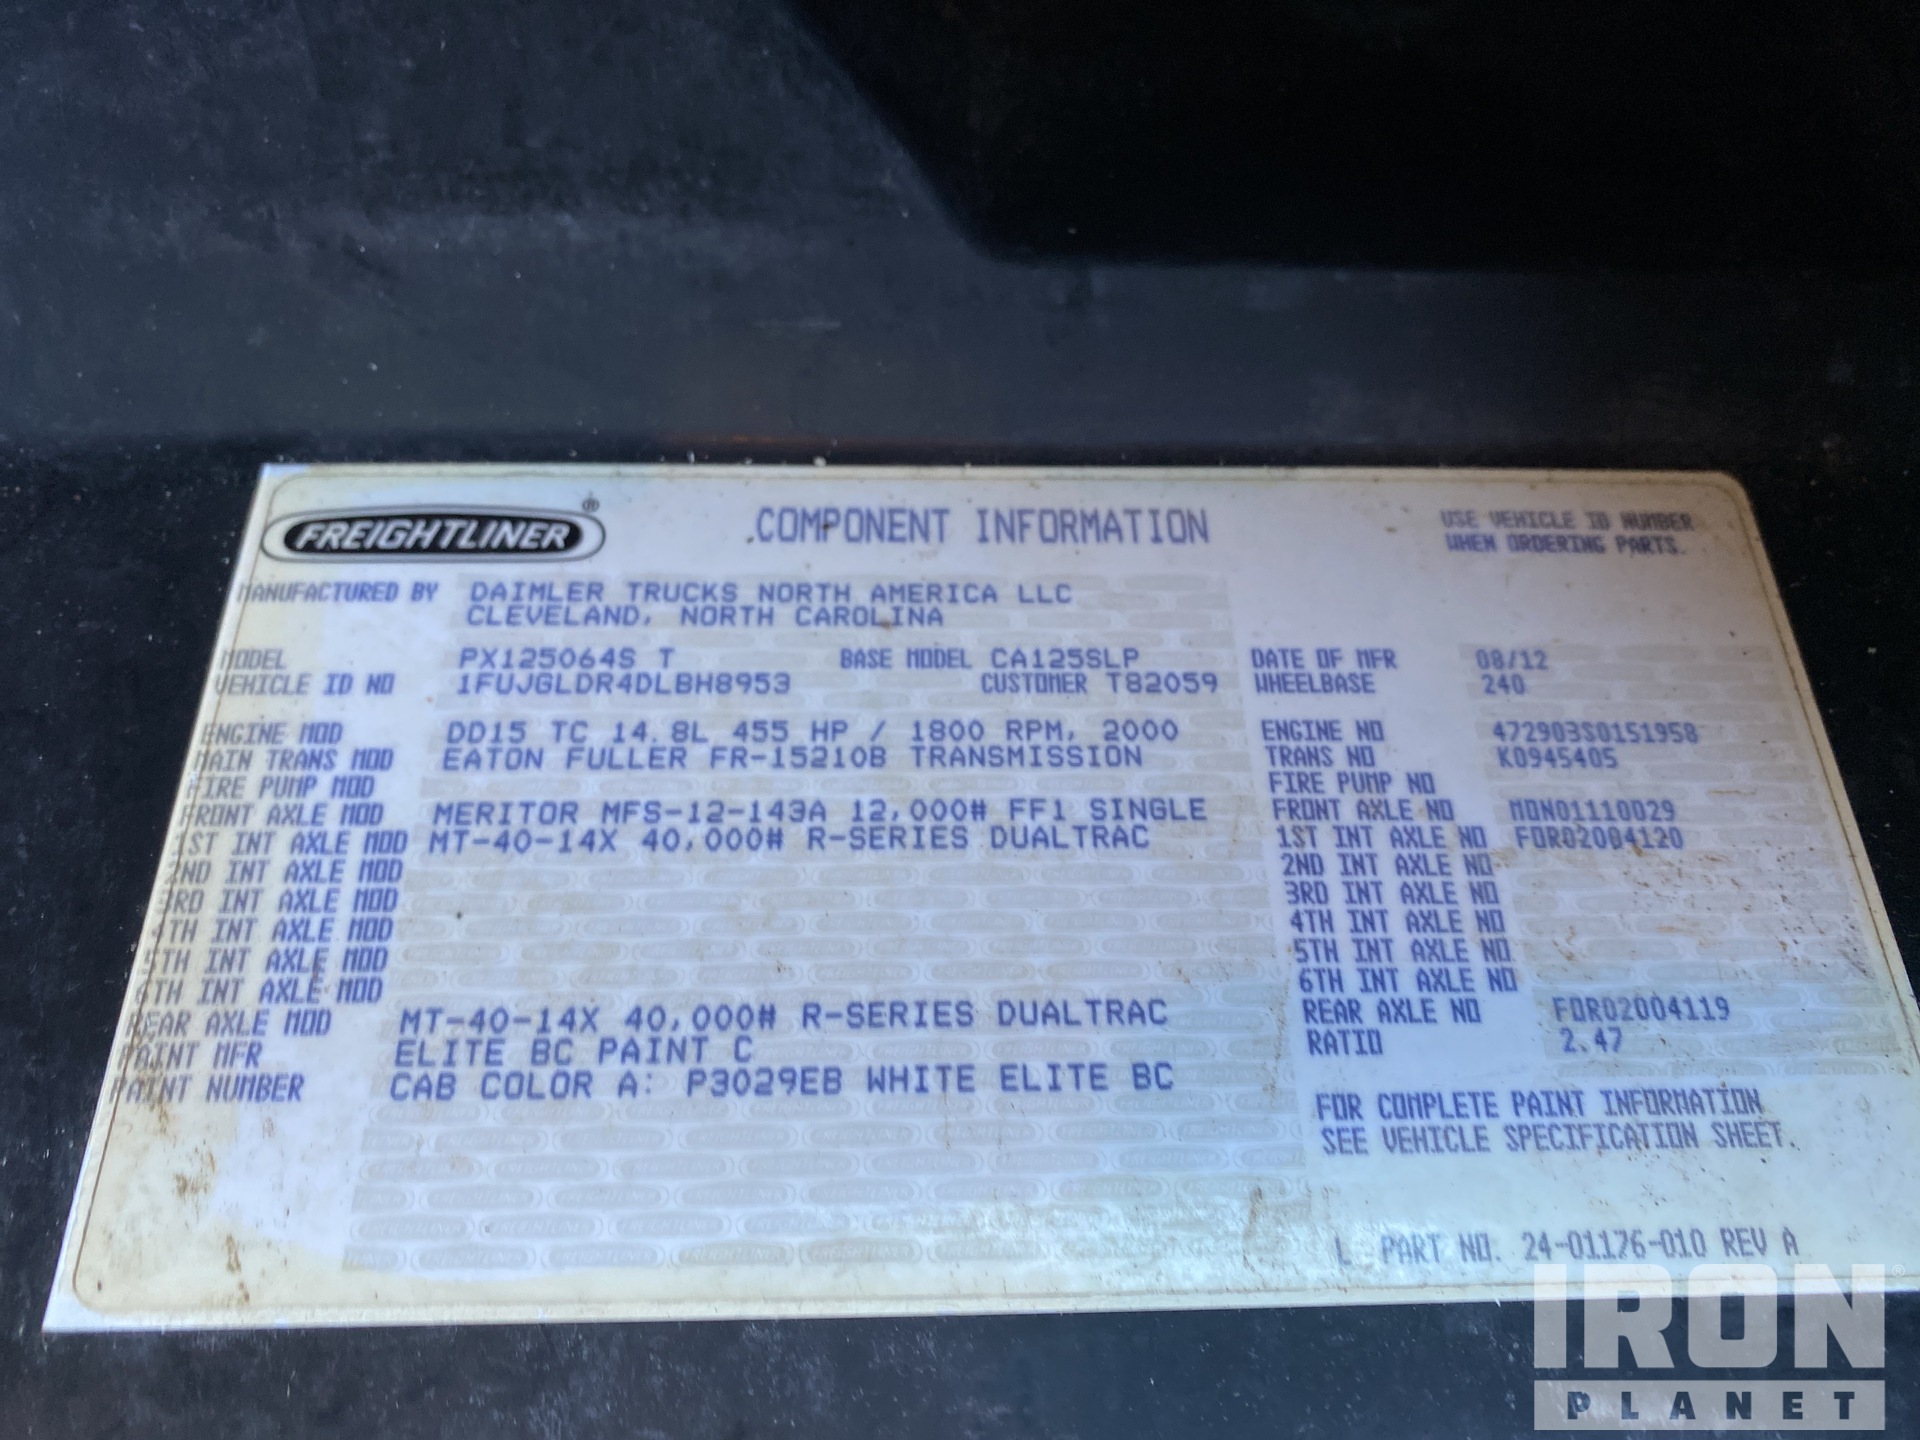 FREIGHTLINER®
COMPONENT INFORMATION
USE VEHICLE ID NUMBER
WHEN ORDERING PARTS.
MANUFACTURED BY DAIMLER TRUCKS NORTH AMERICA LLC
CLEVELAND, NORTH CAROLINA
MODEL PX125064S T BASE MODEL CA125SLP DATE OF MFR 08/12
VEHICLE ID NO 1FUJGLDR4DLBH8953 CUSTOMER T82059 WHEELBASE 240
ENGINE MOD DD15 TC 14.8L 455 HP / 1800 RPM, 2000 ENGINE NO 472903S0151958
MAIN TRANS MOD EATON FULLER FR-15210B TRANSMISSION TRANS NO K0945405
FIRE PUMP MOD FIRE PUMP NO
FRONT AXLE MOD MERITOR MFS-12-143A 12,000# FF1 SINGLE FRONT AXLE NO MON01110029
1ST INT AXLE MOD MT-40-14X 40,000# R-SERIES DUALTRAC 1ST INT AXLE NO FOR02004120
2ND INT AXLE MOD 2ND INT AXLE NO
3RD INT AXLE MOD 3RD INT AXLE NO
4TH INT AXLE MOD 4TH INT AXLE NO
5TH INT AXLE MOD 5TH INT AXLE NO
6TH INT AXLE MOD 6TH INT AXLE NO
REAR AXLE MOD MT-40-14X 40,000# R-SERIES DUALTRAC REAR AXLE NO FOR02004119
PAINT MFR ELITE BC PAINT C RATIO 2.47
PAINT NUMBER CAB COLOR A: P3029EB WHITE ELITE BC
FOR COMPLETE PAINT INFORMATION
SEE VEHICLE SPECIFICATION SHEET.
L PART NO. 24-01176-010 REV A
IRON®
PLANET